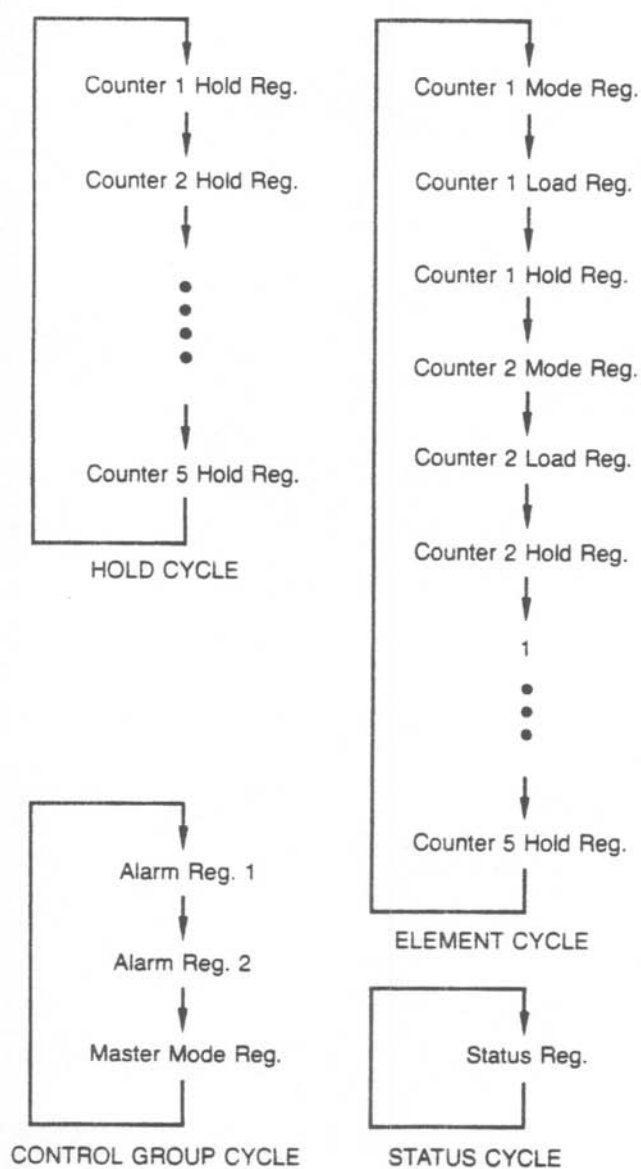 Counter 1 Hold Reg.
Counter 2 Hold Reg.
Counter 5 Hold Reg.
HOLD CYCLE
Counter 1 Mode Reg.
Counter 1 Load Reg.
Counter 1 Hold Reg.
Counter 2 Mode Reg.
Counter 2 Load Reg.
Counter 2 Hold Reg.
1
Counter 5 Hold Reg.
ELEMENT CYCLE
Alarm Reg. 1
Alarm Reg. 2
Master Mode Reg.
CONTROL GROUP CYCLE
Status Reg.
STATUS CYCLE